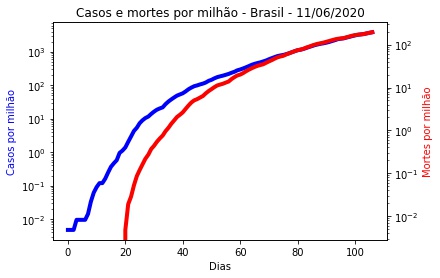 Casos e mortes por milhão - Brasil - 11/06/2020
Casos por milhão
10³
10²
10¹
10⁰
10⁻¹
10⁻²
10²
10¹
10⁰
10⁻¹
10⁻²
Mortes por milhão
0 20 40 60 80 100
Dias